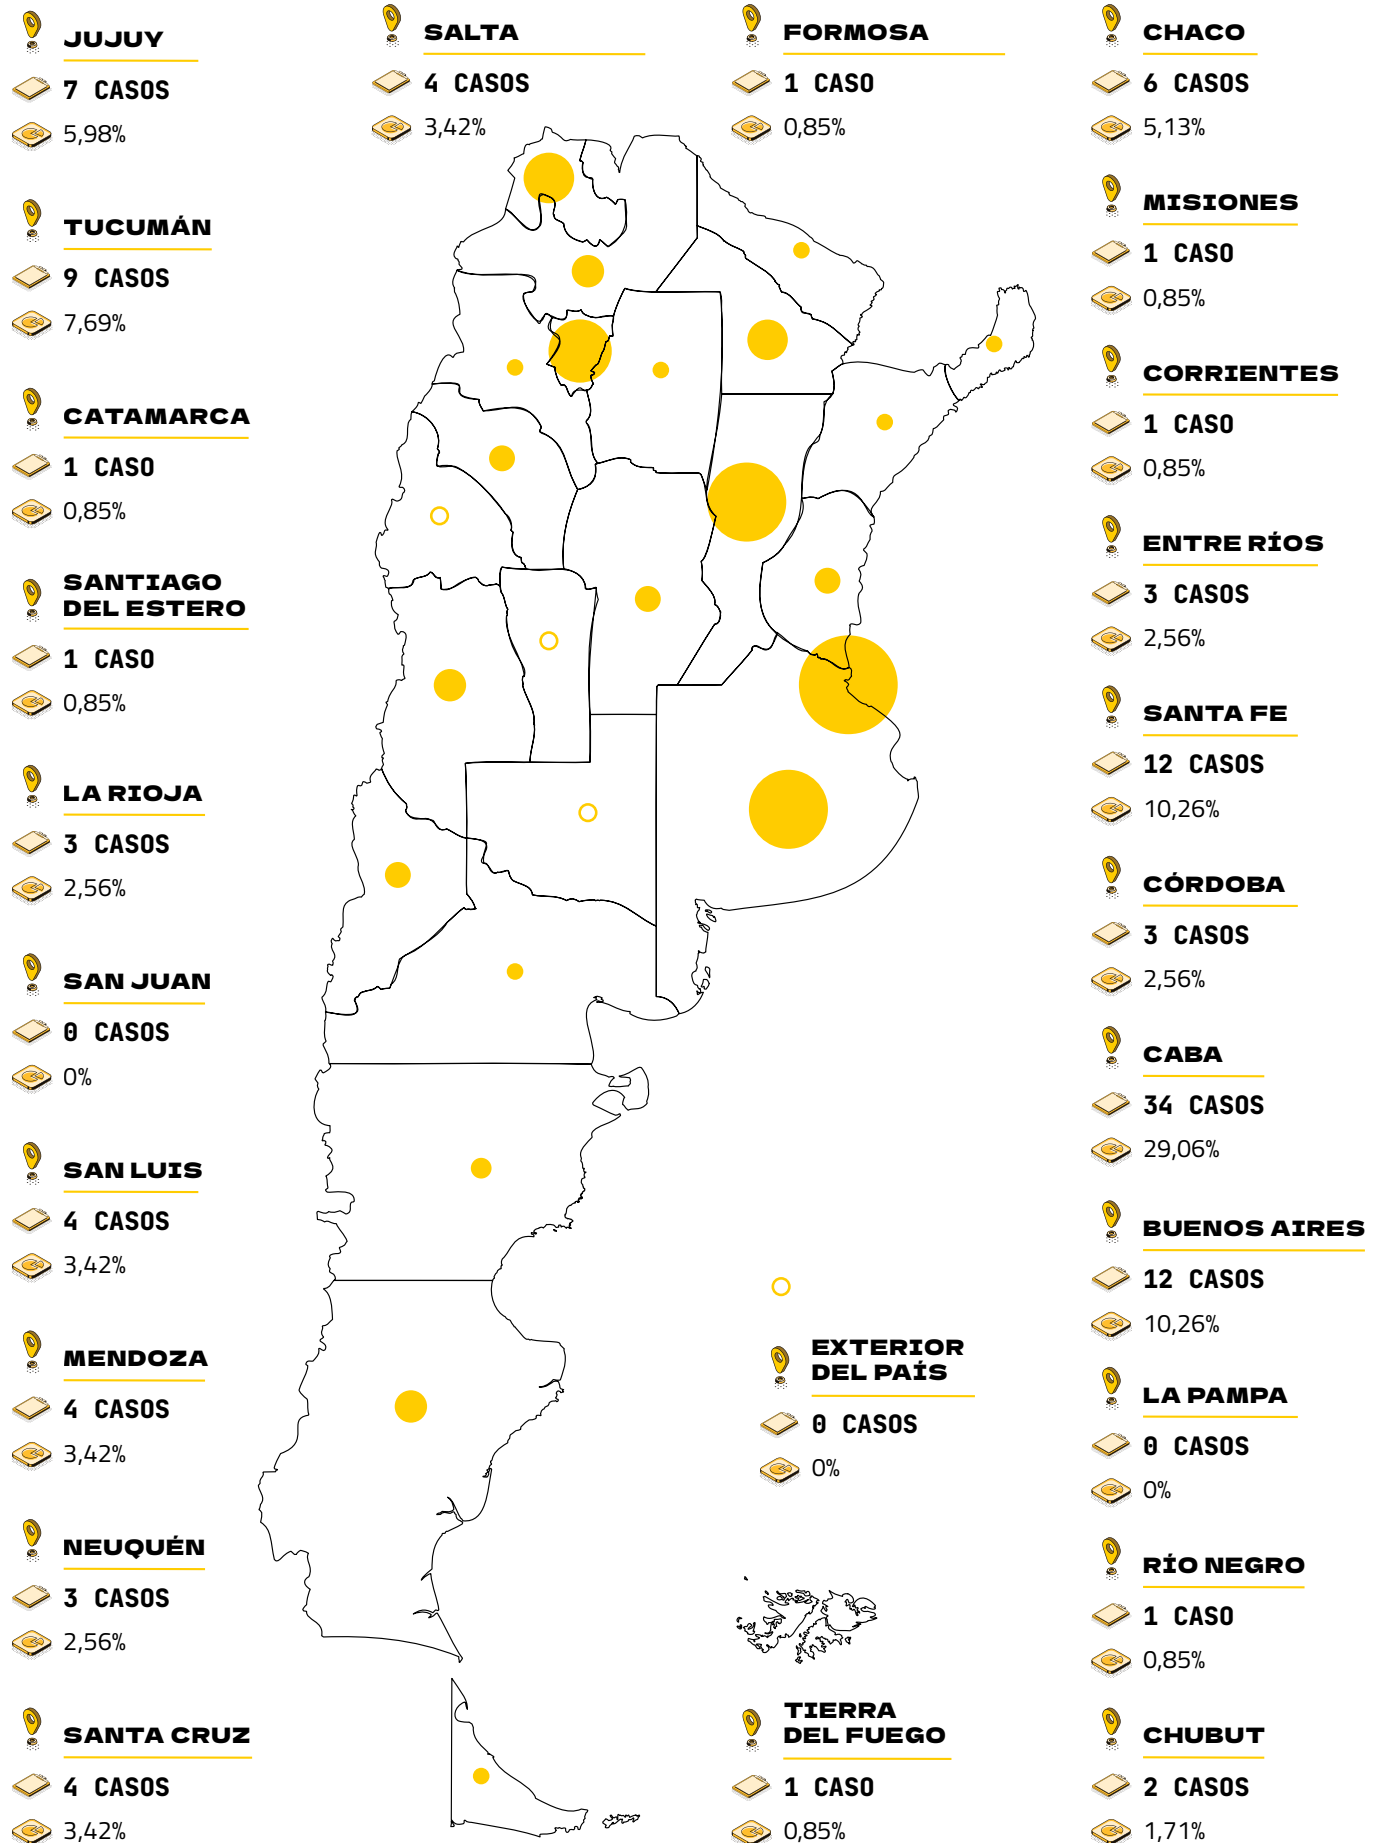 JUJUY
7 CASOS
5,98%
SALTA
4 CASOS
3,42%
FORMOSA
1 CASO
0,85%
CHACO
6 CASOS
5,13%
TUCUMÁN
9 CASOS
7,69%
CATAMARCA
1 CASO
0,85%
SANTIAGO
DEL ESTERO
1 CASO
0,85%
LA RIOJA
3 CASOS
2,56%
SAN JUAN
0 CASOS
0%
SAN LUIS
4 CASOS
3,42%
MENDOZA
4 CASOS
3,42%
NEUQUÉN
3 CASOS
2,56%
SANTA CRUZ
4 CASOS
3,42%
MISIONES
1 CASO
0,85%
CORRIENTES
1 CASO
0,85%
ENTRE RÍOS
3 CASOS
2,56%
SANTA FE
12 CASOS
10,26%
CÓRDOBA
3 CASOS
2,56%
CABA
34 CASOS
29,06%
BUENOS AIRES
12 CASOS
10,26%
EXTERIOR
DEL PAÍS
0 CASOS
0%
LA PAMPA
0 CASOS
0%
RÍO NEGRO
1 CASO
0,85%
TIERRA
DEL FUEGO
1 CASO
0,85%
CHUBUT
2 CASOS
1,71%